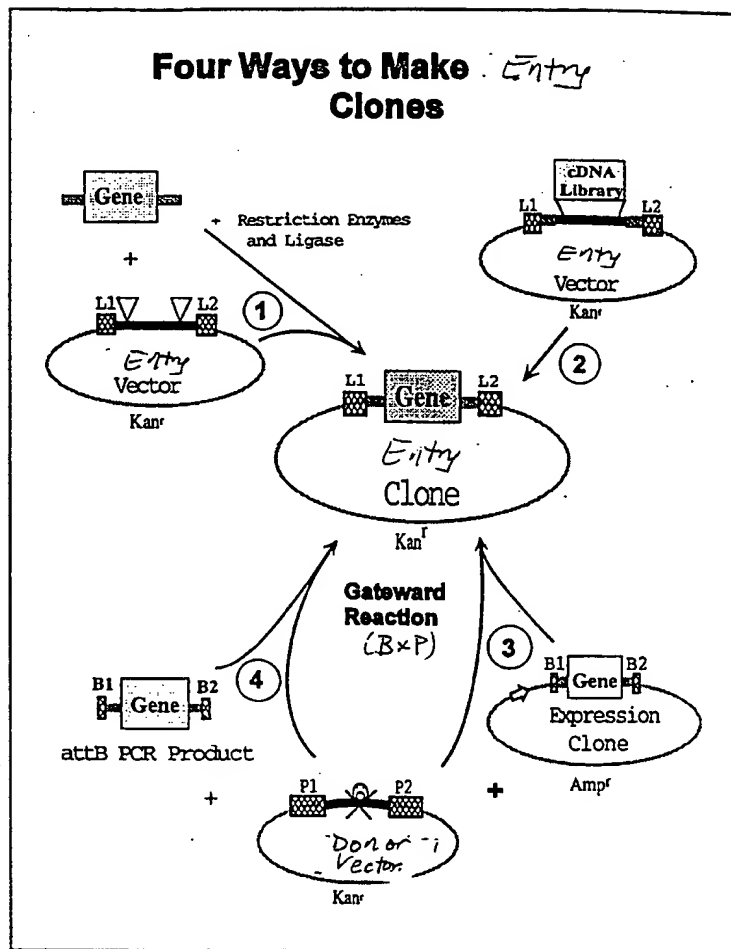 Four Ways to Make Entry
Clones
Gene
+ Restriction Enzymes
and Ligase
+
cDNA
Library
L1
L2
Entry
Vector
Kanr
L1
L2
1
Entry
Vector
Kanr
2
L1
Gene
L2
Entry
Clone
Kanr
Gateward
Reaction
(B×P)
4
3
B1
Gene
B2
attB PCR Product
B1
Gene
B2
Expression
Clone
Ampr
+
P1
P2
+
Donor
Vector
Kanr